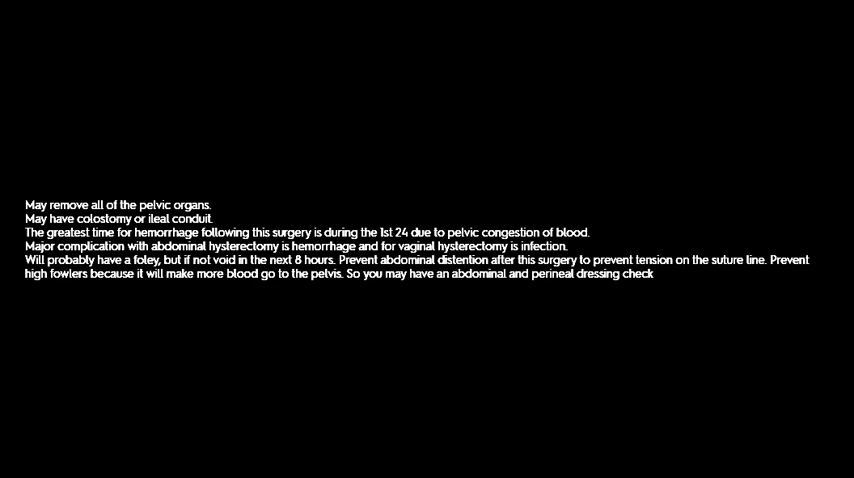 May remove all of the pelvic organs.
May have colostomy or ileal conduit.
The greatest time for hemorrhage following this surgery is during the 1st 24 due to pelvic congestion of blood.
Major complication with abdominal hysterectomy is hemorrhage and for vaginal hysterectomy is infection.
Will probably have a foley, but if not void in the next 8 hours. Prevent abdominal distention after this surgery to prevent tension on the suture line. Prevent
high fowlers because it will make more blood go to the pelvis. So you may have an abdominal and perineal dressing check